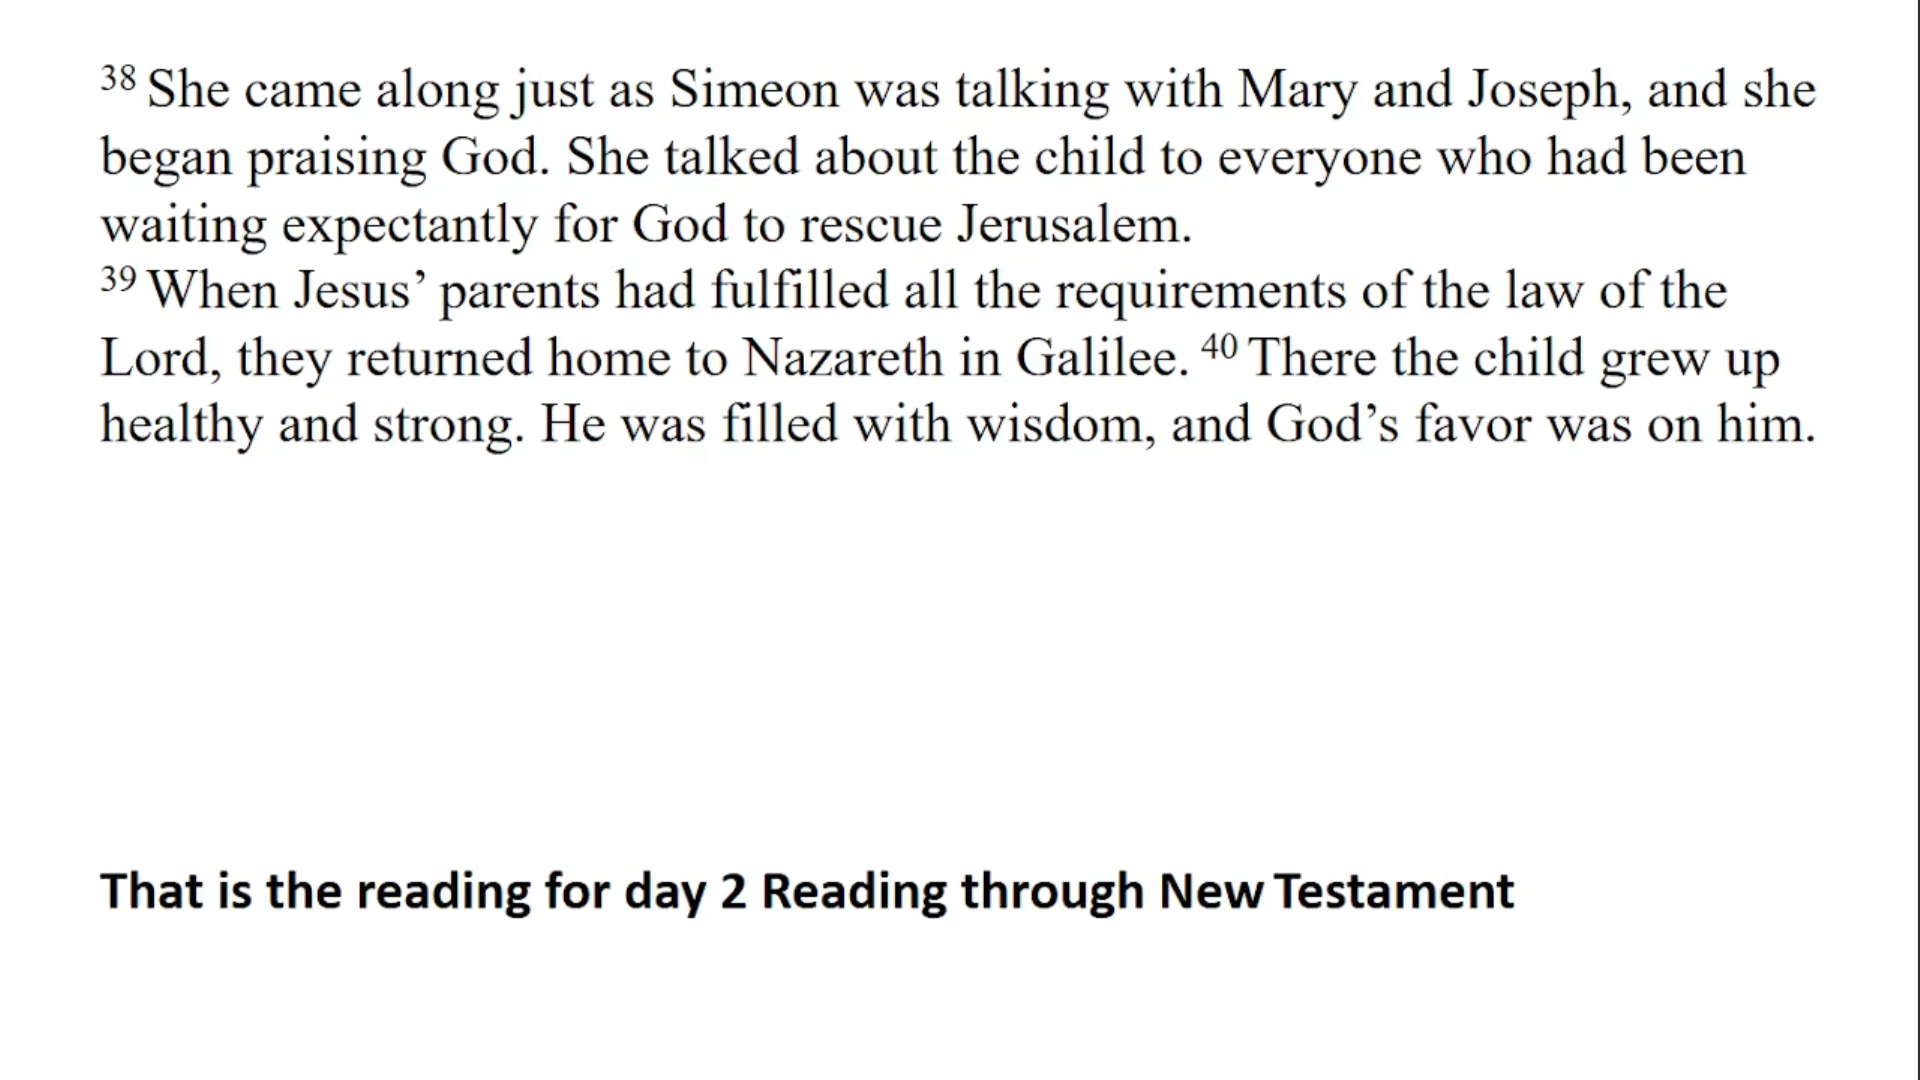 38 She came along just as Simeon was talking with Mary and Joseph, and she
began praising God. She talked about the child to everyone who had been
waiting expectantly for God to rescue Jerusalem.
39 When Jesus’ parents had fulfilled all the requirements of the law of the
Lord, they returned home to Nazareth in Galilee. 40 There the child grew up
healthy and strong. He was filled with wisdom, and God’s favor was on him.
That is the reading for day 2 Reading through New Testament